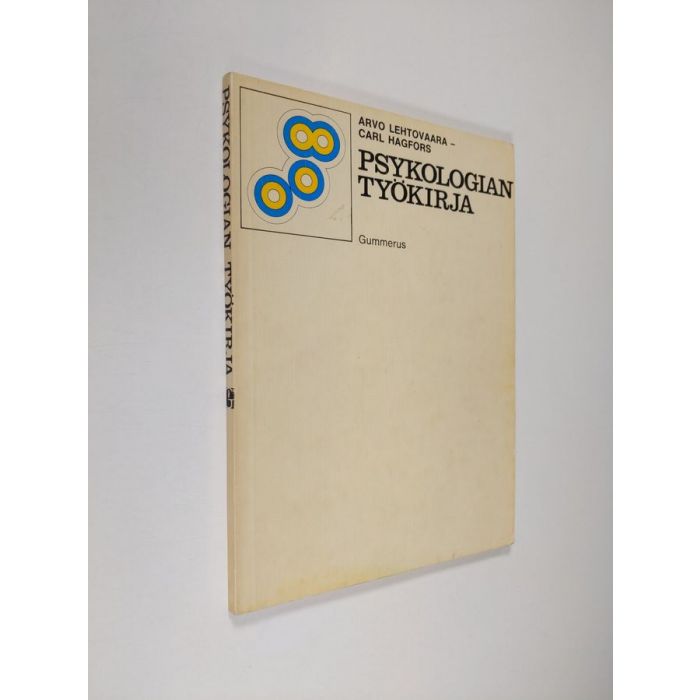 PSYKOLOGIAN TYÖKIRJA
ARVO LEHTOVAARA –
CARL HAGFORS
PSYKOLOGIAN
TYÖKIRJA
Gummerus